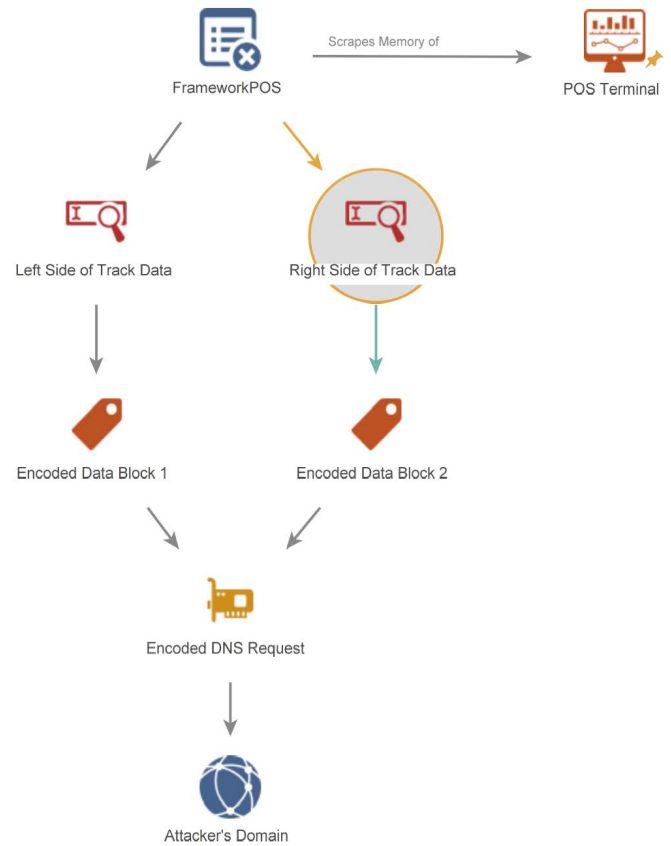 Scrapes Memory of
FrameworkPOS
POS Terminal
Left Side of Track Data
Right Side of Track Data
Encoded Data Block 1
Encoded Data Block 2
Encoded DNS Request
Attacker's Domain